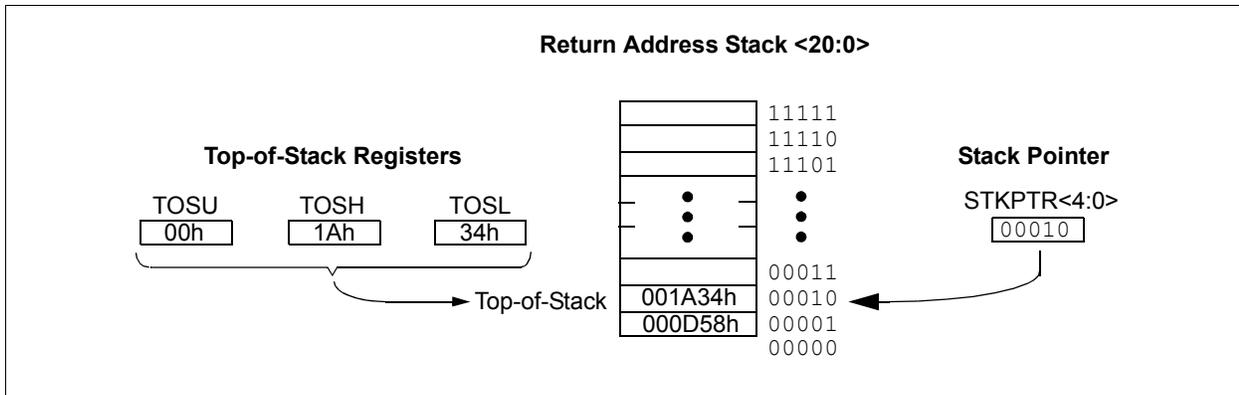 Return Address Stack <20:0>
11111
11110
11101
Top-of-Stack Registers
Stack Pointer
TOSU TOSH TOSL
00h 1Ah 34h
STKPTR<4:0>
00010
00011
Top-of-Stack 001A34h 00010
000D58h 00001
00000